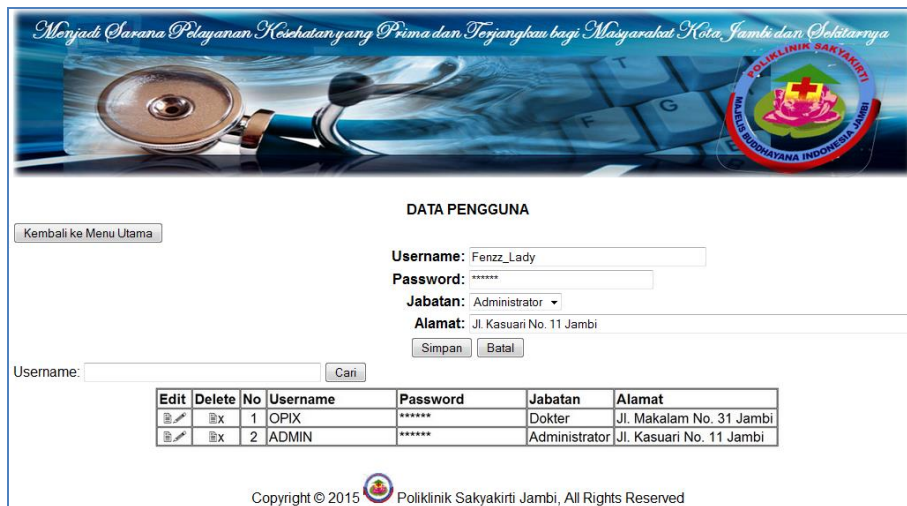 Menjadi Sarana Pelayanan Kesehatan yang Prima dan Terjangkau bagi Masyarakat Kota Jambi dan Sekitarnya
POLIKLINIK SAKYAKIRTI
MAJELIS BUDDHAYANA INDONESIA JAMBI
T
F G
DATA PENGGUNA
Kembali ke Menu Utama
Username: Fenzz_Lady
Password: ******
Jabatan: Administrator
Alamat: Jl. Kasuari No. 11 Jambi
Simpan Batal
Username: Cari
Edit Delete No Username Password Jabatan Alamat
X 1 OPIX ****** Dokter Jl. Makalam No. 31 Jambi
X 2 ADMIN ****** Administrator Jl. Kasuari No. 11 Jambi
Copyright © 2015 Poliklinik Sakyakirti Jambi, All Rights Reserved